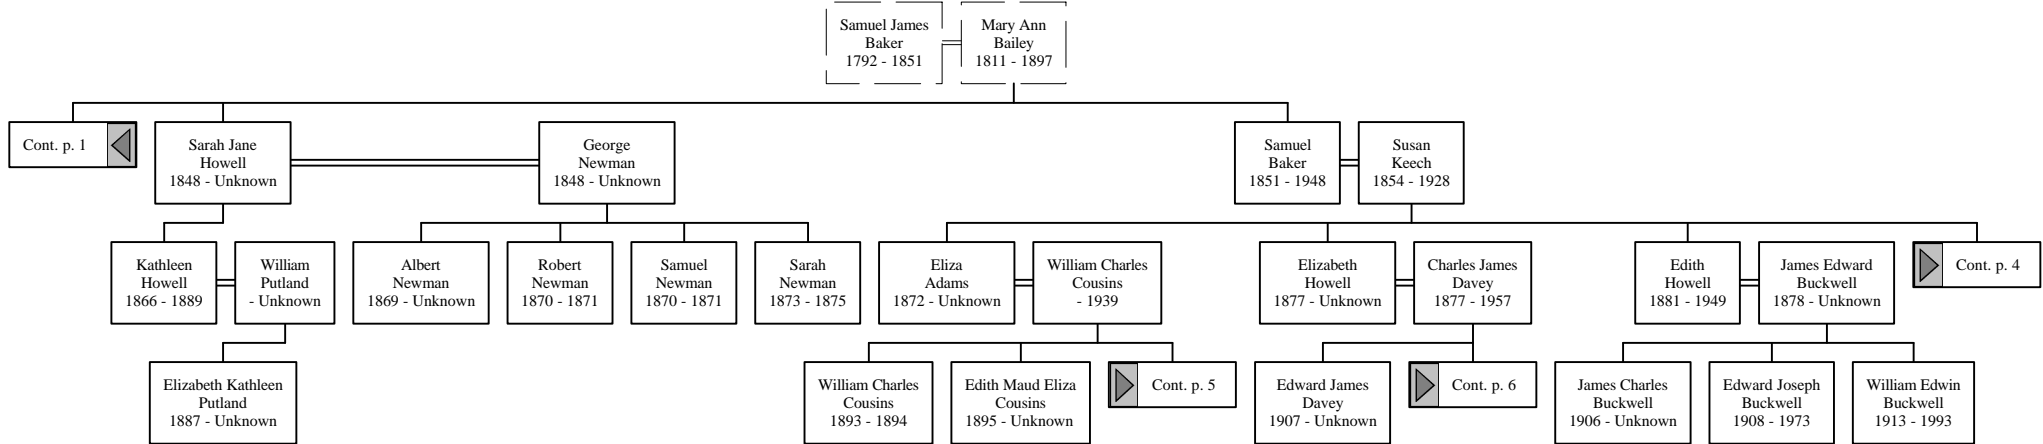 Samuel James
Baker
1792 - 1851
Mary Ann
Bailey
1811 - 1897
Cont. p. 1
Sarah Jane
Howell
1848 - Unknown
George
Newman
1848 - Unknown
Samuel
Baker
1851 - 1948
Susan
Keech
1854 - 1928
Kathleen
Howell
1866 - 1889
William
Putland
- Unknown
Albert
Newman
1869 - Unknown
Robert
Newman
1870 - 1871
Samuel
Newman
1870 - 1871
Sarah
Newman
1873 - 1875
Eliza
Adams
1872 - Unknown
William Charles
Cousins
- 1939
Elizabeth
Howell
1877 - Unknown
Charles James
Davey
1877 - 1957
Edith
Howell
1881 - 1949
James Edward
Buckwell
1878 - Unknown
Cont. p. 4
Elizabeth Kathleen
Putland
1887 - Unknown
William Charles
Cousins
1893 - 1894
Edith Maud Eliza
Cousins
1895 - Unknown
Cont. p. 5
Edward James
Davey
1907 - Unknown
Cont. p. 6
James Charles
Buckwell
1906 - Unknown
Edward Joseph
Buckwell
1908 - 1973
William Edwin
Buckwell
1913 - 1993